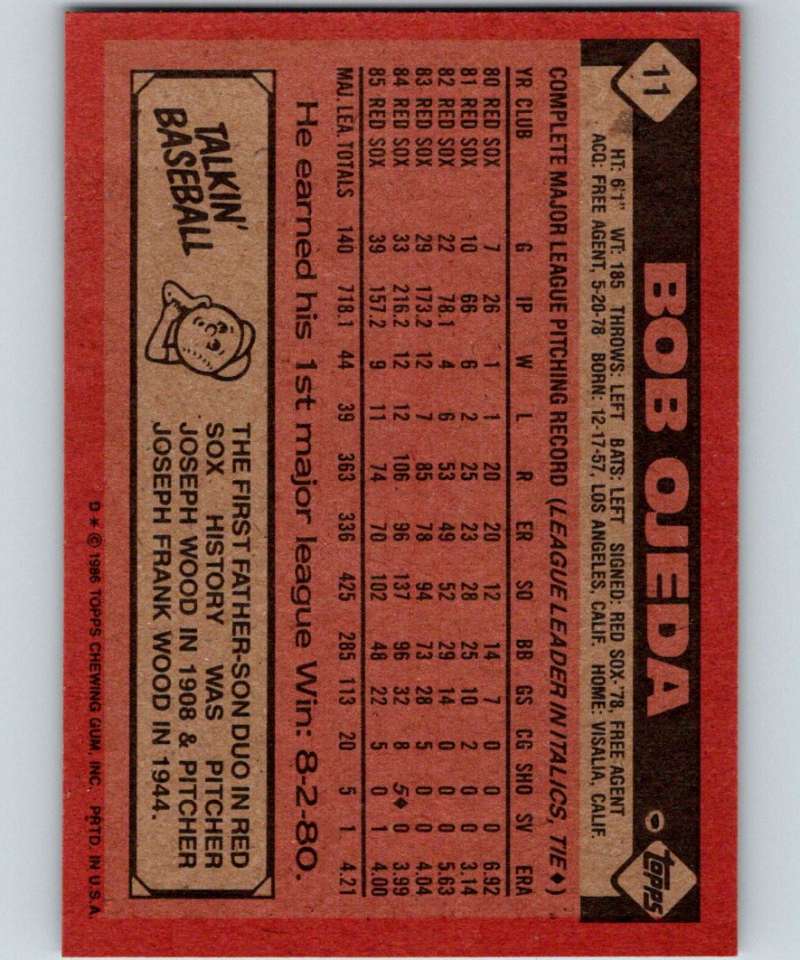 11
BOB OJEDA
topps
HT: 6'1" WT: 185 THROWS: LEFT BATS: LEFT SIGNED: RED SOX-'78, FREE AGENT
ACQ: FREE AGENT, 5-20-78 BORN: 12-17-57, LOS ANGELES, CALIF. HOME: VISALIA, CALIF.
COMPLETE MAJOR LEAGUE PITCHING RECORD (LEAGUE LEADER IN ITALICS, TIE♦)
YR CLUB G IP W L R ER SO BB GS CG SHO SV ERA
80 RED SOX 7 26 1 1 20 20 12 14 7 0 0 0 6.92
81 RED SOX 10 66 6 2 25 23 28 25 10 2 0 0 3.14
82 RED SOX 22 78.1 4 6 53 49 52 29 14 0 0 0 5.63
83 RED SOX 29 173.2 12 7 85 78 94 73 28 5 0 0 4.04
84 RED SOX 33 216.2 12 12 106 96 137 96 32 8 5♦ 0 3.99
85 RED SOX 39 157.2 9 11 74 70 102 48 22 5 0 1 4.00
MAJ. LEA. TOTALS 140 718.1 44 39 363 336 425 285 113 20 5 1 4.21
He earned his 1st major league Win: 8-2-80.
TALKIN'
BASEBALL
THE FIRST FATHER-SON DUO IN RED
SOX HISTORY WAS PITCHER
JOSEPH WOOD IN 1908 & PITCHER
JOSEPH FRANK WOOD IN 1944.
D* © 1986 TOPPS CHEWING GUM, INC. PRTD. IN U.S.A.